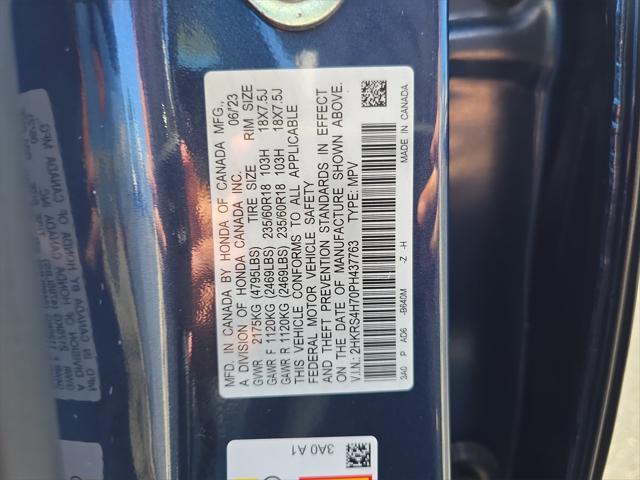 MFD. IN CANADA BY HONDA OF CANADA MFG.,
A DIVISION OF HONDA CANADA INC. 06/23
GVWR 2175KG (4795LBS) TIRE SIZE RIM SIZE
GAWR F 1120KG (2469LBS) 235/60R18 103H 18X7.5J
GAWR R 1120KG (2469LBS) 235/60R18 103H 18X7.5J
THIS VEHICLE CONFORMS TO ALL APPLICABLE
FEDERAL MOTOR VEHICLE SAFETY
AND THEFT PREVENTION STANDARDS IN EFFECT
ON THE DATE OF MANUFACTURE SHOWN ABOVE.
V.I.N.: 2HKRS4H70PH437763 TYPE: MPV
3A0 P AD6 -B640M -Z -H MADE IN CANADA
3A0 A1